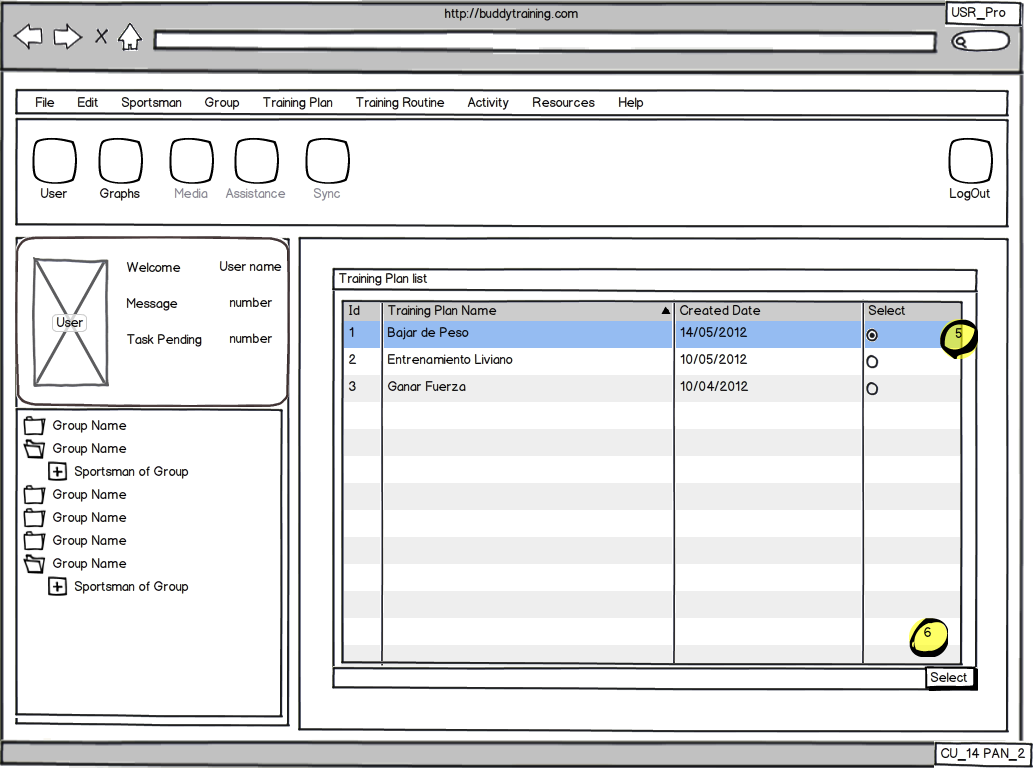 http://buddytraining.com
USR_Pro
File Edit Sportsman Group Training Plan Training Routine Activity Resources Help
User Graphs Media Assistance Sync LogOut
User
Welcome User name
Message number
Task Pending number
Group Name
Group Name
Sportsman of Group
Group Name
Group Name
Group Name
Group Name
Sportsman of Group
Training Plan list
Id Training Plan Name Created Date Select
1 Bajar de Peso 14/05/2012 5
2 Entrenamiento Liviano 10/05/2012
3 Ganar Fuerza 10/04/2012
6
Select
CU_14 PAN_2